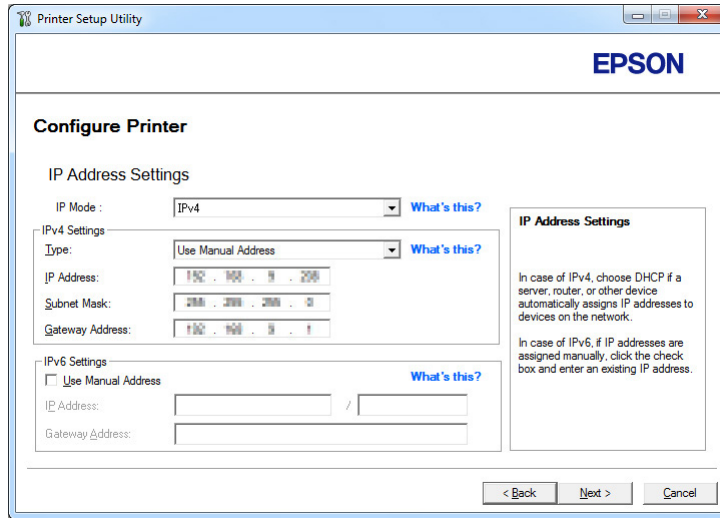 Printer Setup Utility
EPSON
Configure Printer
IP Address Settings
IP Mode : IPv4 What's this?
IPv4 Settings
Type: Use Manual Address What's this?
IP Address:
Subnet Mask:
Gateway Address:
IPv6 Settings
Use Manual Address What's this?
IP Address: /
Gateway Address:
IP Address Settings
In case of IPv4, choose DHCP if a
server, router, or other device
automatically assigns IP addresses to
devices on the network.
In case of IPv6, if IP addresses are
assigned manually, click the check
box and enter an existing IP address.
< Back Next > Cancel